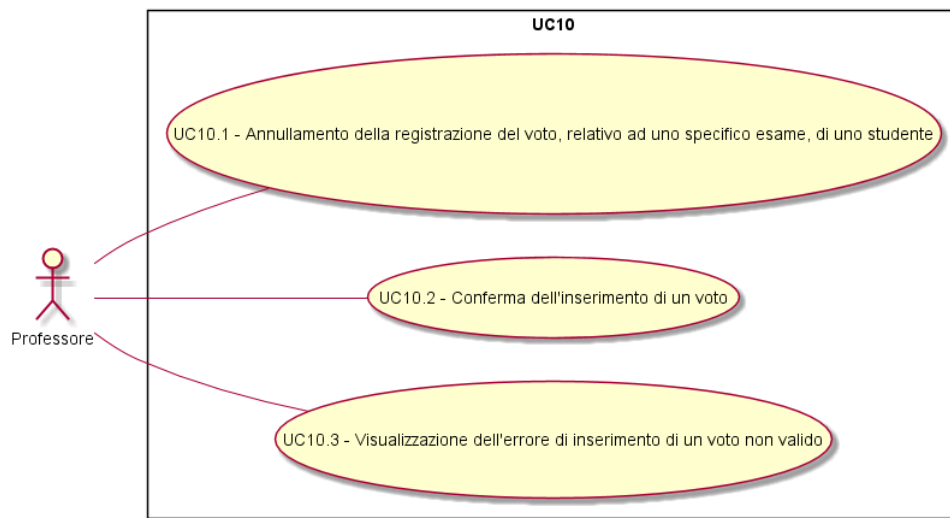 UC10
UC10.1 - Annullamento della registrazione del voto, relativo ad uno specifico esame, di uno studente
UC10.2 - Conferma dell'inserimento di un voto
Professore
UC10.3 - Visualizzazione dell'errore di inserimento di un voto non valido